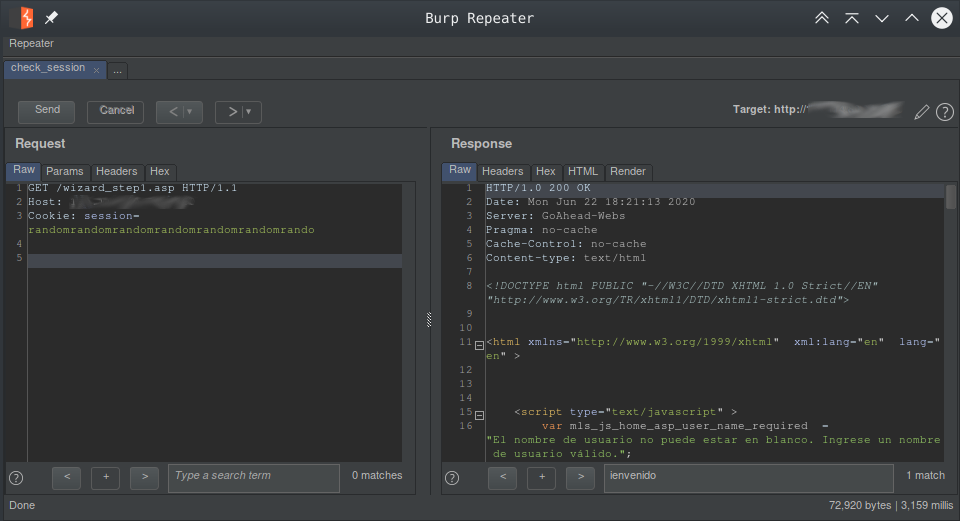 Burp Repeater
Repeater
check_session ×
...
Send
Cancel
< | ▾
> | ▾
Target: http://
Request
Raw
Params
Headers
Hex
1 GET /wizard_step1.asp HTTP/1.1
2 Host:
3 Cookie: session=
randomrandomrandomrandomrandomrandomrando
4
5
?
<
+
>
Type a search term
0 matches
Response
Raw
Headers
Hex
HTML
Render
1 HTTP/1.0 200 OK
2 Date: Mon Jun 22 18:21:13 2020
3 Server: GoAhead-Webs
4 Pragma: no-cache
5 Cache-Control: no-cache
6 Content-type: text/html
7
8 <!DOCTYPE html PUBLIC "-//W3C//DTD XHTML 1.0 Strict//EN"
"http://www.w3.org/TR/xhtml1/DTD/xhtml1-strict.dtd">
9
10
11 <html xmlns="http://www.w3.org/1999/xhtml" xml:lang="en" lang="
en" >
12
13
14
15 <script type="text/javascript" >
16 var mls_js_home_asp_user_name_required =
"El nombre de usuario no puede estar en blanco. Ingrese un nombre
de usuario válido.";
?
<
+
>
ienvenido
1 match
Done
72,920 bytes | 3,159 millis